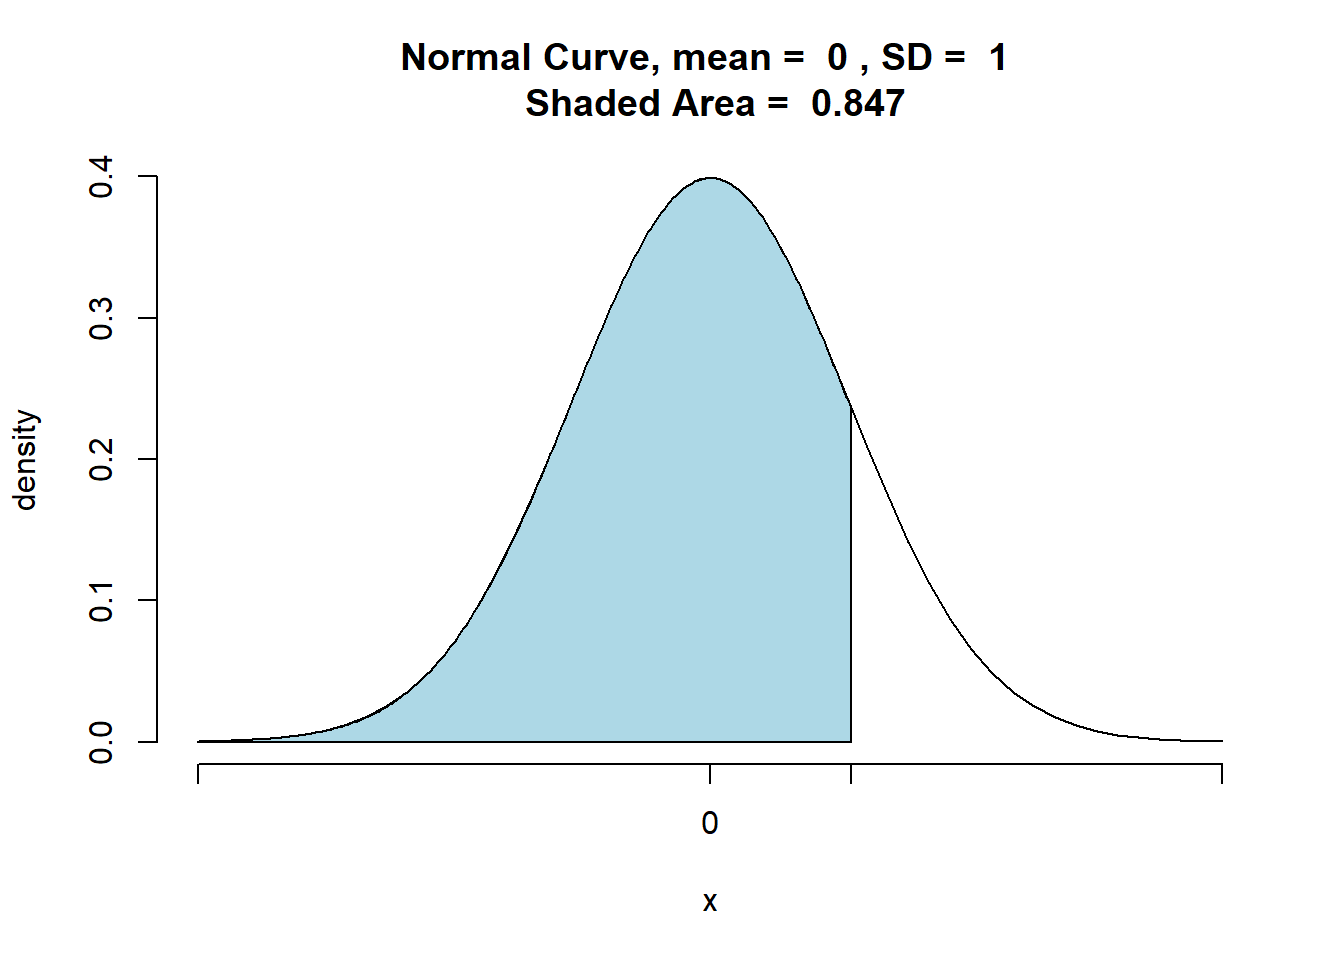 Normal Curve, mean =  0 , SD =  1
Shaded Area =  0.847
0.4
0.3
0.2
0.1
0.0
density
0
x